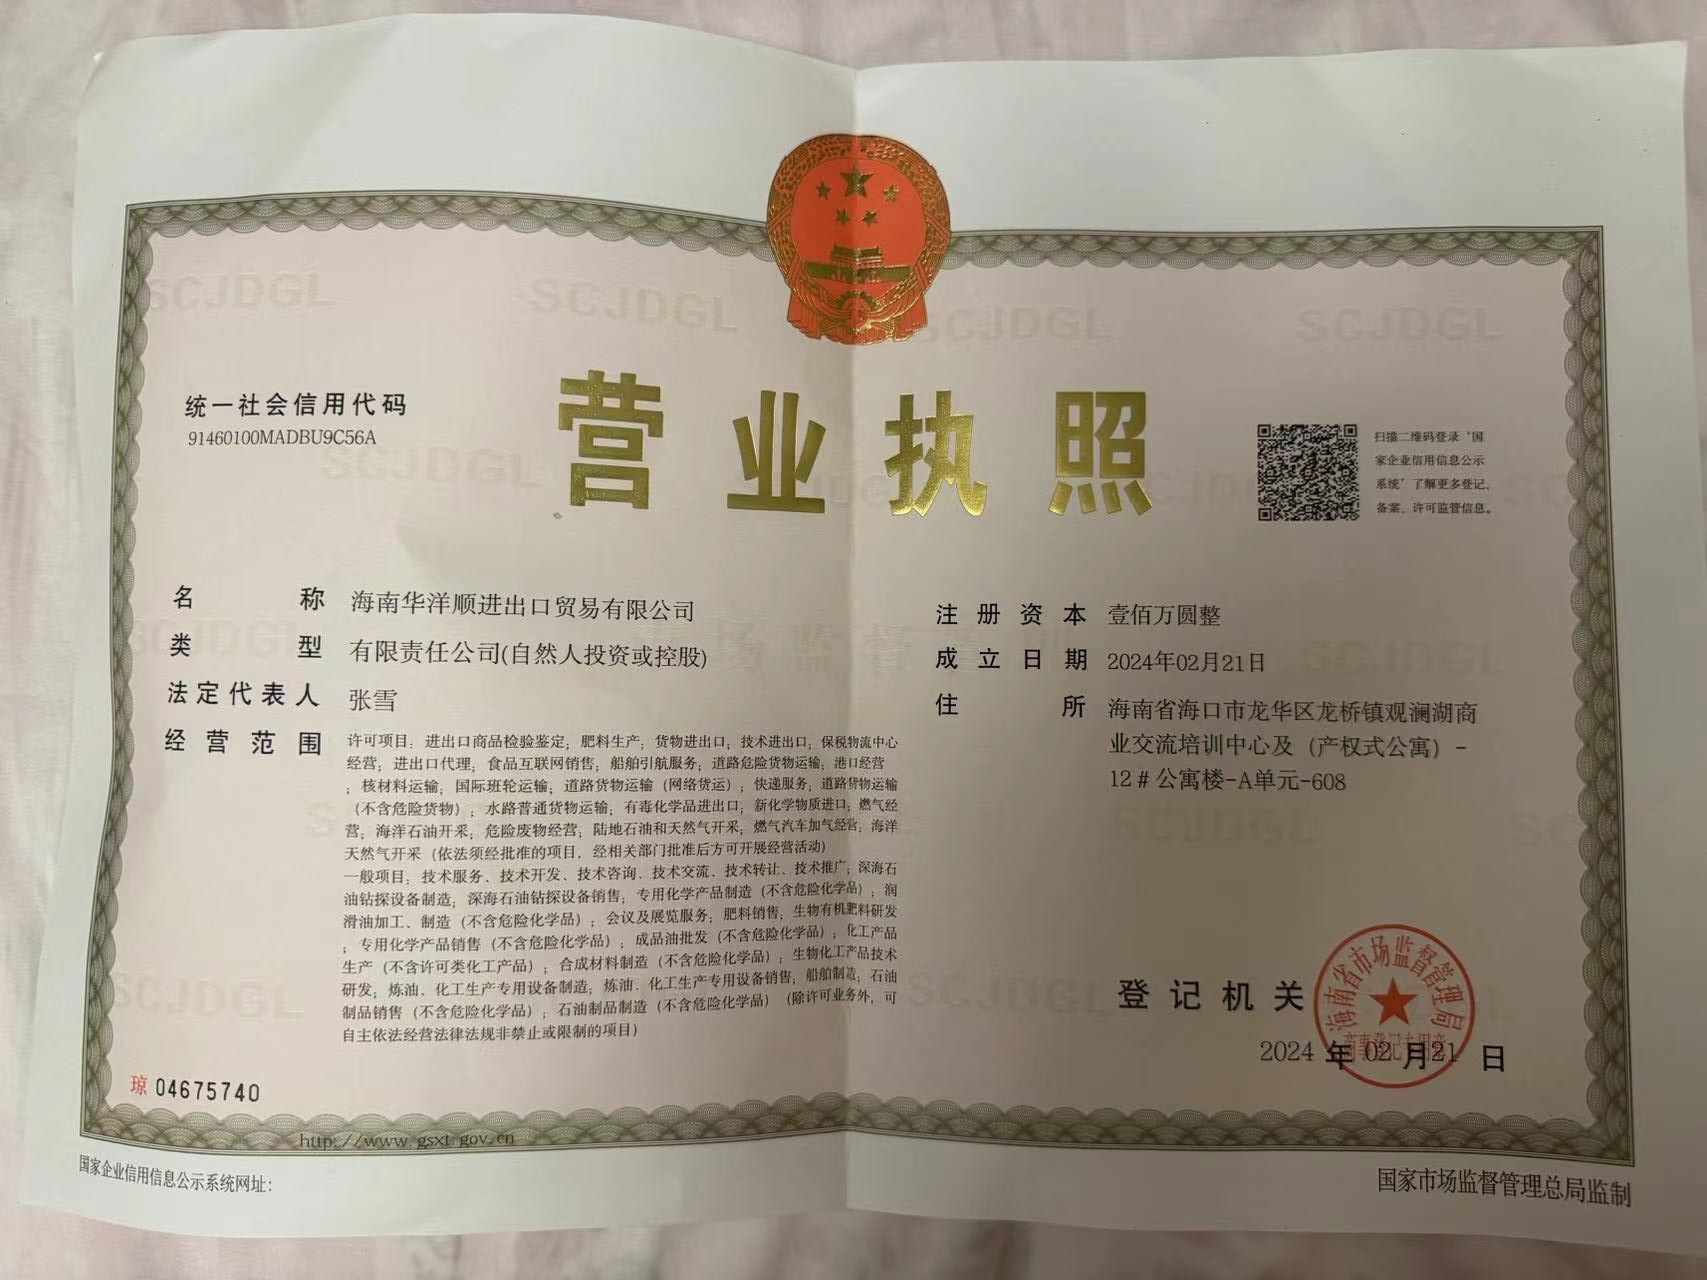 统一社会信用代码
91460100MADBU9C56A
营业执照
扫描二维码登录‘国
家企业信用信息公示
系统’了解更多登记、
备案、许可监管信息。
名称 海南华洋顺进出口贸易有限公司
类型 有限责任公司(自然人投资或控股)
法定代表人 张雪
经营范围 许可项目：进出口商品检验鉴定；肥料生产；货物进出口；技术进出口；保税物流中心
经营；进出口代理；食品互联网销售；船舶引航服务；道路危险货物运输；港口经营
；核材料运输；国际班轮运输；道路货物运输（网络货运）；快递服务；道路货物运输
（不含危险货物）；水路普通货物运输；有毒化学品进出口；新化学物质进口；燃气经
营；海洋石油开采；危险废物经营；陆地石油和天然气开采；燃气汽车加气经营；海洋
天然气开采（依法须经批准的项目，经相关部门批准后方可开展经营活动）
一般项目：技术服务、技术开发、技术咨询、技术交流、技术转让、技术推广；深海石
油钻探设备制造；深海石油钻探设备销售；专用化学产品制造（不含危险化学品）；润
滑油加工、制造（不含危险化学品）；会议及展览服务；肥料销售；生物有机肥料研发
；专用化学产品销售（不含危险化学品）；成品油批发（不含危险化学品）；化工产品
生产（不含许可类化工产品）；合成材料制造（不含危险化学品）；生物化工产品技术
研发；炼油、化工生产专用设备制造；炼油、化工生产专用设备销售；船舶制造；石油
制品销售（不含危险化学品）；石油制品制造（不含危险化学品）（除许可业务外，可
自主依法经营法律法规非禁止或限制的项目）
注册资本 壹佰万圆整
成立日期 2024年02月21日
住所 海南省海口市龙华区龙桥镇观澜湖商
业交流培训中心及（产权式公寓）-
12＃公寓楼-A单元-608
登记机关
海南省市场监督管理局
商事登记专用章
2024 年 02 月 21 日
琼 04675740
http://www.gsxt.gov.cn
国家企业信用信息公示系统网址：
国家市场监督管理总局监制
SCJDGL